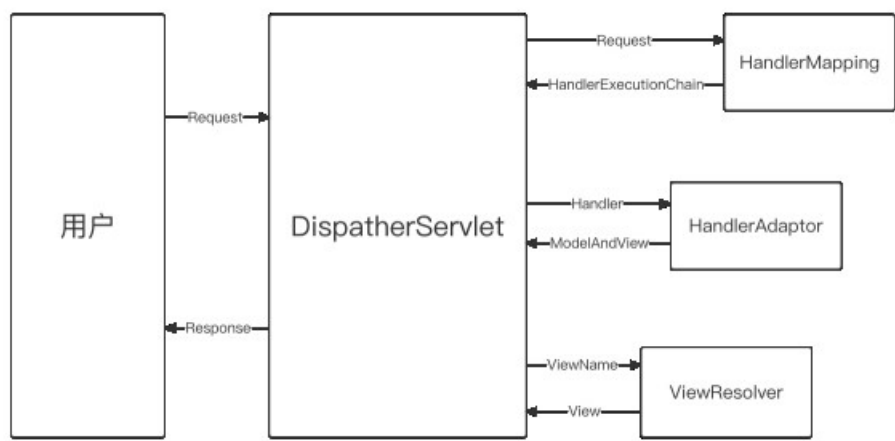 用户
Request
Response
DispatherServlet
Request
HandlerMapping
HandlerExecutionChain
Handler
HandlerAdaptor
ModelAndView
ViewName
ViewResolver
View